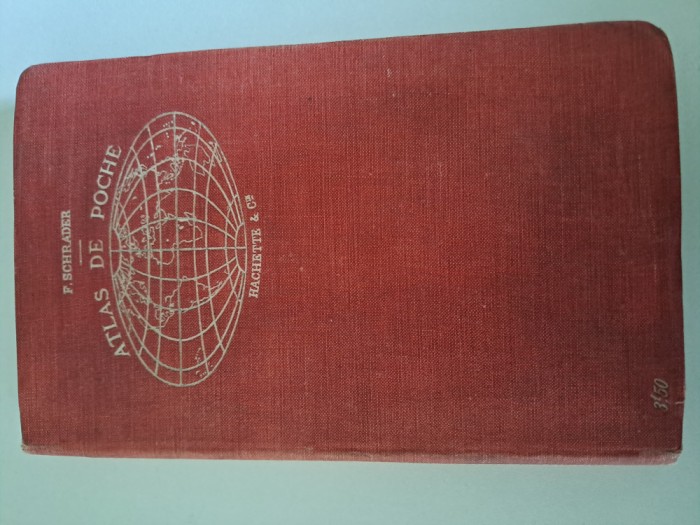 F. SCHRADER
ATLAS DE POCHE
HACHETTE & Cie
3f50